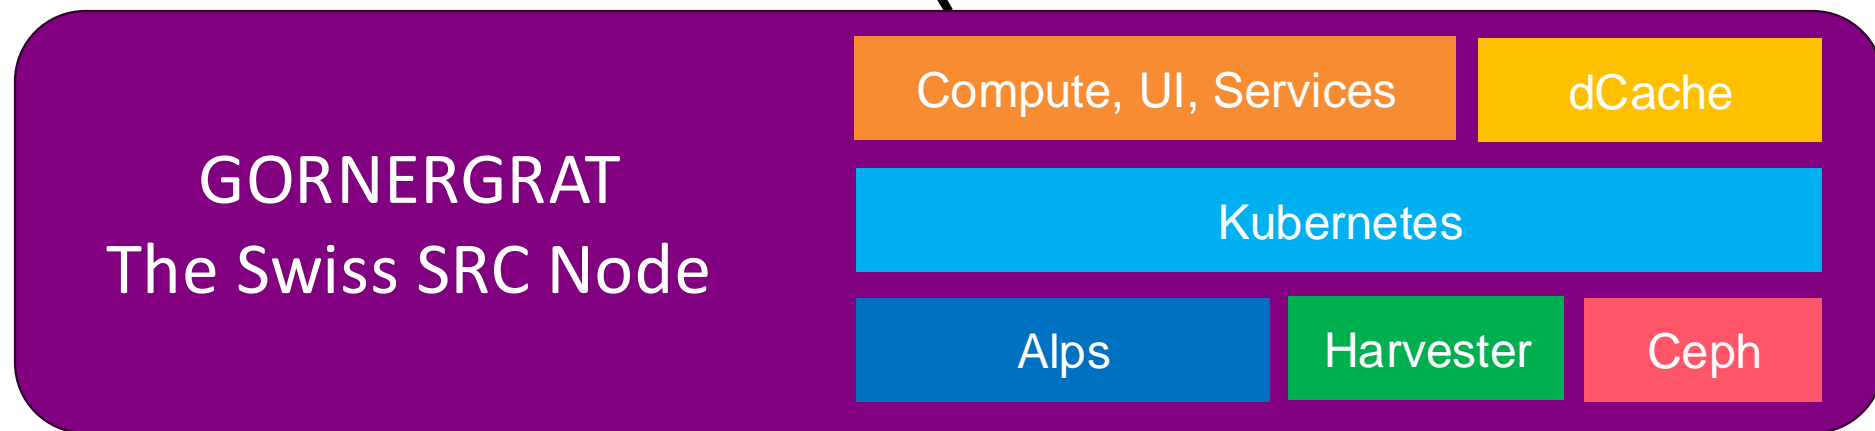 GORNERGRAT
The Swiss SRC Node
Compute, UI, Services
dCache
Kubernetes
Alps
Harvester
Ceph